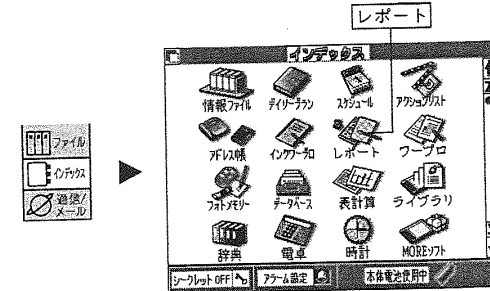 レポート
インデックス
情報ファイル デイリープラン スケジュール アクションリスト
アドレス帳 インクワープロ レポート ワープロ
フォトメモリー データベース 表計算 ライブラリ
辞典 電卓 時計 MOREソフト
シークレット OFF アラーム設定 本体電池使用中
ファイル
インデックス
通信/
メール